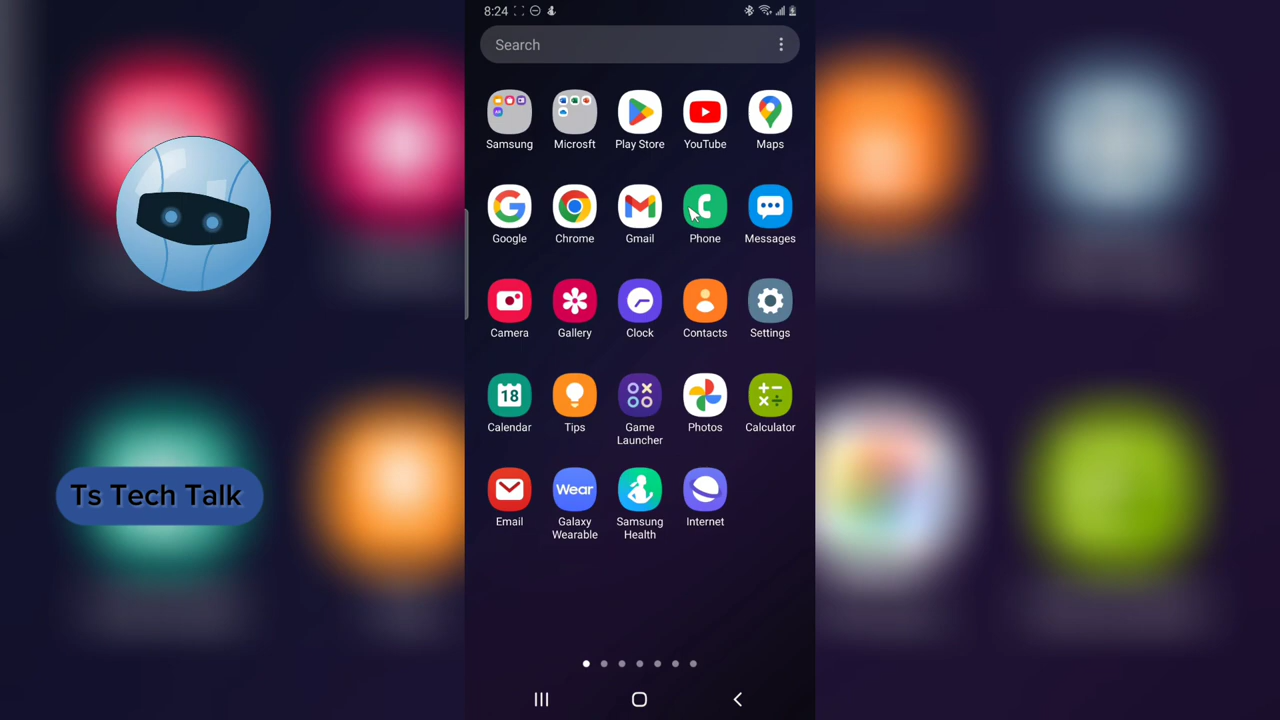 8:24
Search
Samsung
Microsft
Play Store
YouTube
Maps
Google
Chrome
Gmail
Phone
Messages
Camera
Gallery
Clock
Contacts
Settings
18
Calendar
Tips
Game
Launcher
Photos
Calculator
Email
Wear
Galaxy
Wearable
Samsung
Health
Internet
Ts Tech Talk